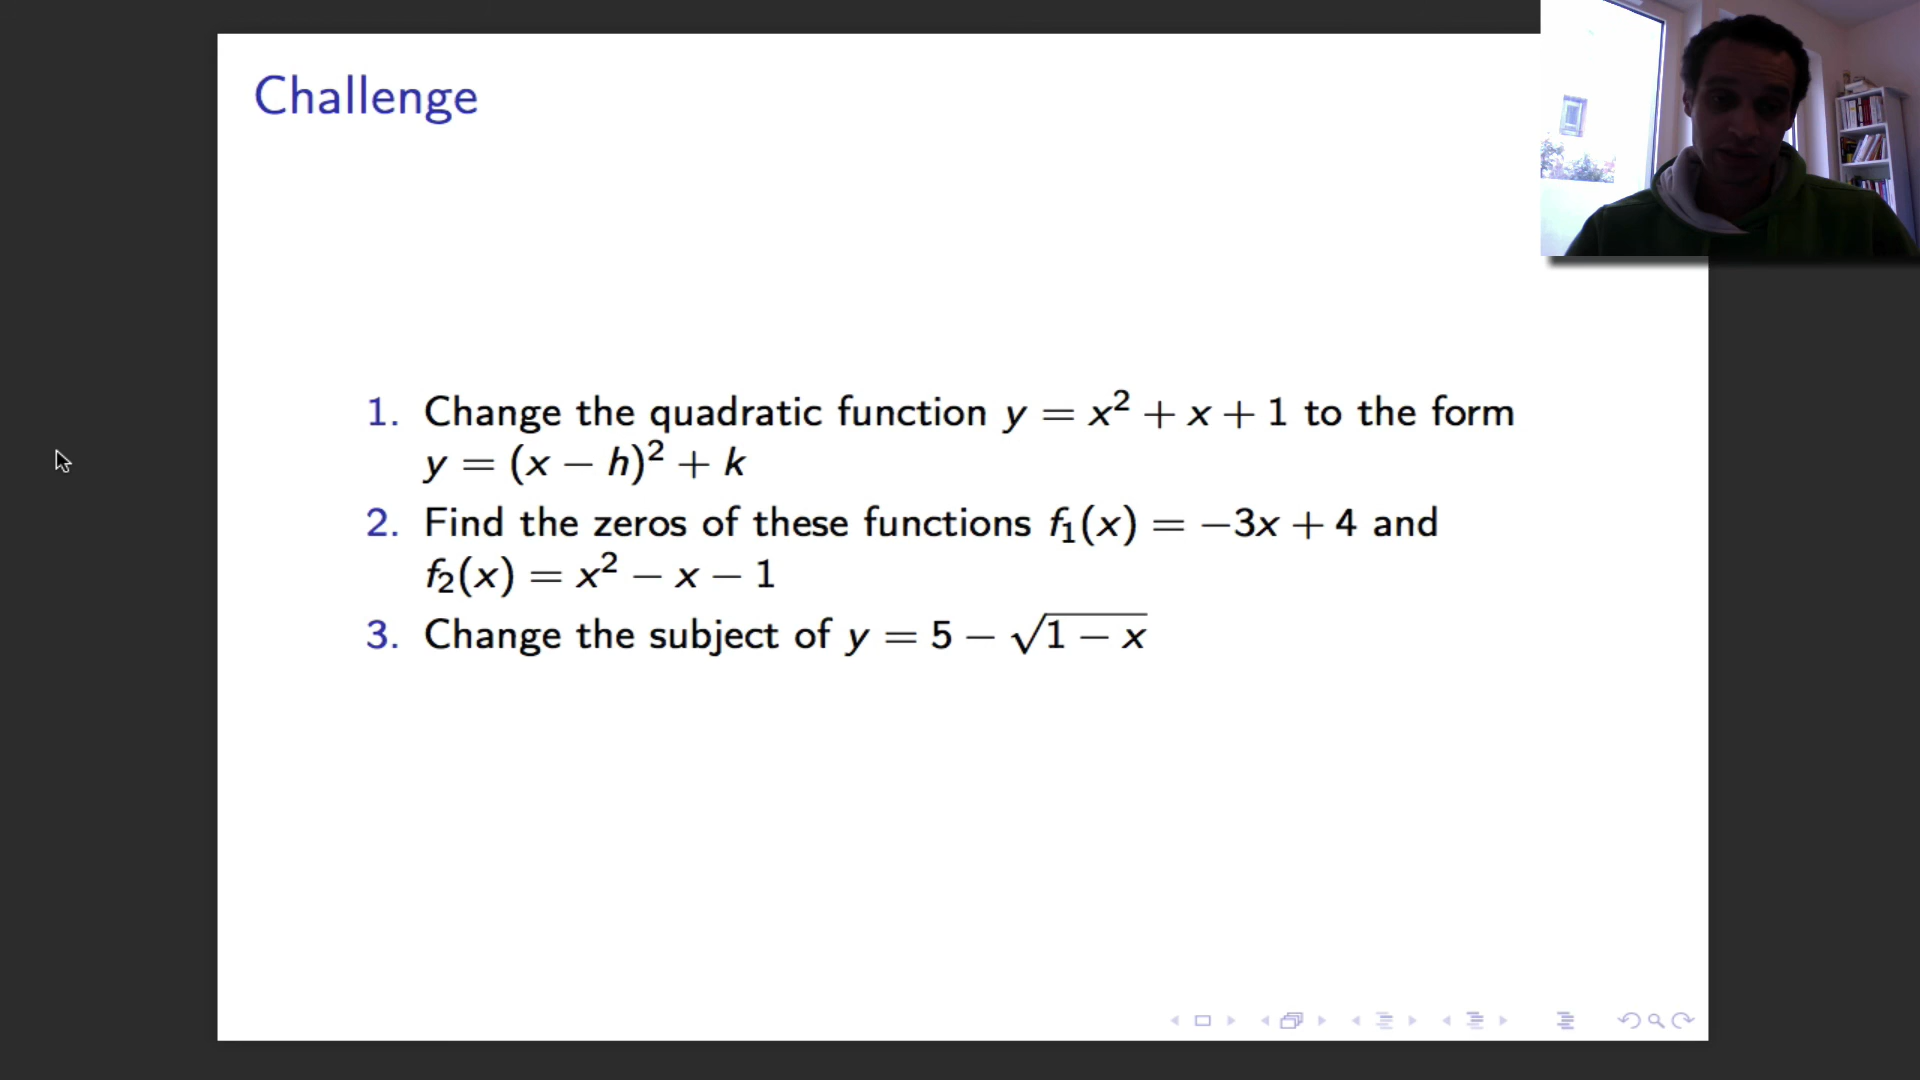 Challenge
1. Change the quadratic function y = x² + x + 1 to the form
y = (x − h)² + k
2. Find the zeros of these functions f₁(x) = −3x + 4 and
f₂(x) = x² − x − 1
3. Change the subject of y = 5 − √(1 − x)